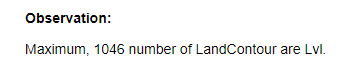 Observation:
Maximum, 1046 number of LandContour are Lvl.